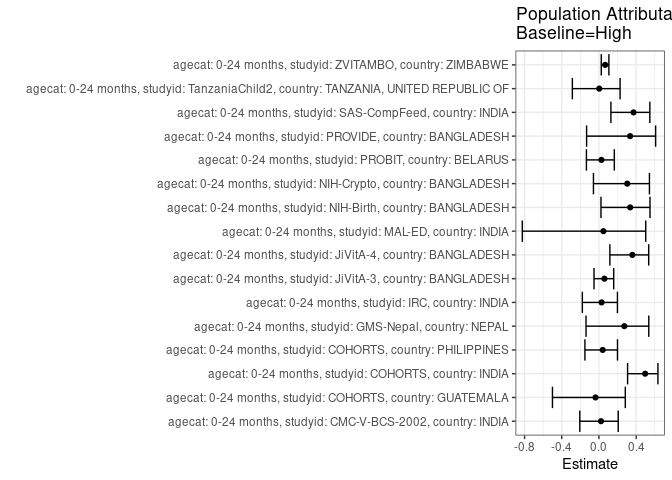 Population Attributa
Baseline=High
agecat: 0-24 months, studyid: ZVITAMBO, country: ZIMBABWE
agecat: 0-24 months, studyid: TanzaniaChild2, country: TANZANIA, UNITED REPUBLIC OF
agecat: 0-24 months, studyid: SAS-CompFeed, country: INDIA
agecat: 0-24 months, studyid: PROVIDE, country: BANGLADESH
agecat: 0-24 months, studyid: PROBIT, country: BELARUS
agecat: 0-24 months, studyid: NIH-Crypto, country: BANGLADESH
agecat: 0-24 months, studyid: NIH-Birth, country: BANGLADESH
agecat: 0-24 months, studyid: MAL-ED, country: INDIA
agecat: 0-24 months, studyid: JiVitA-4, country: BANGLADESH
agecat: 0-24 months, studyid: JiVitA-3, country: BANGLADESH
agecat: 0-24 months, studyid: IRC, country: INDIA
agecat: 0-24 months, studyid: GMS-Nepal, country: NEPAL
agecat: 0-24 months, studyid: COHORTS, country: PHILIPPINES
agecat: 0-24 months, studyid: COHORTS, country: INDIA
agecat: 0-24 months, studyid: COHORTS, country: GUATEMALA
agecat: 0-24 months, studyid: CMC-V-BCS-2002, country: INDIA
-0.8 -0.4 0.0 0.4
Estimate